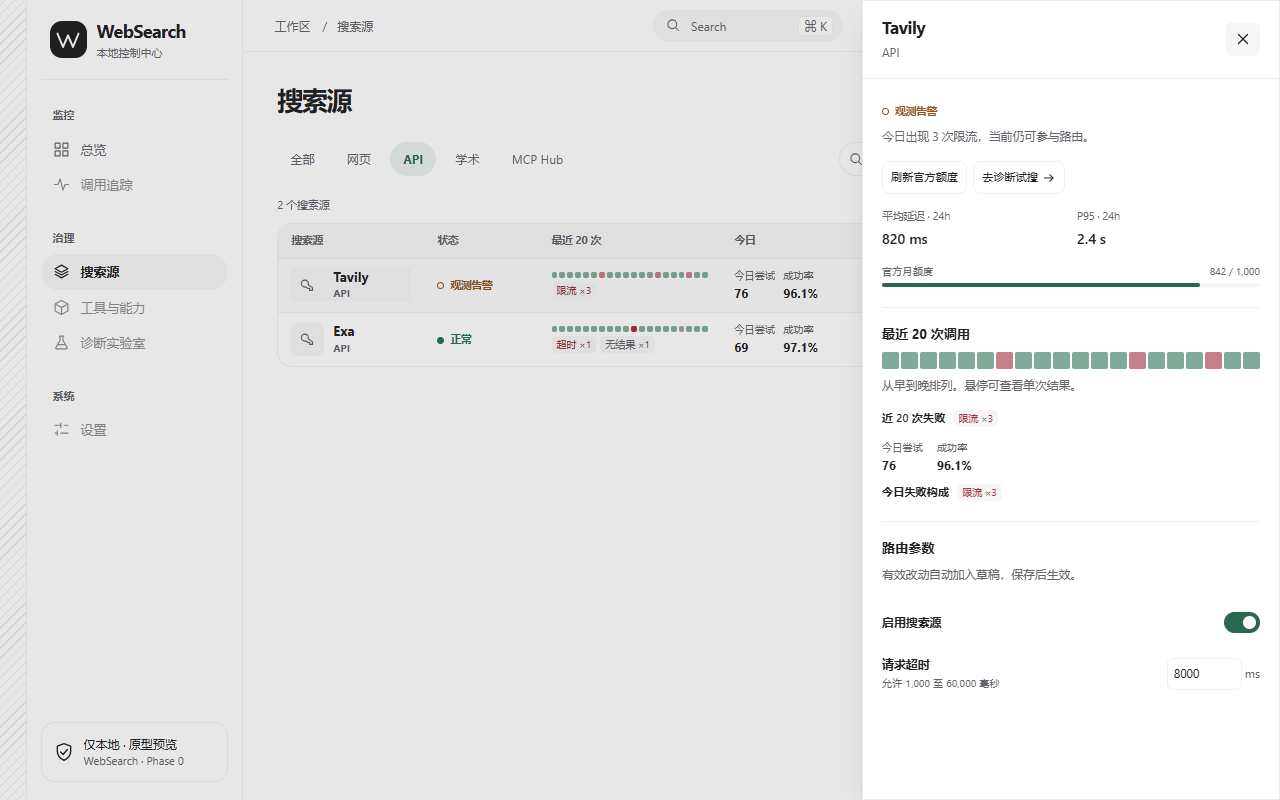 WebSearch
本地控制中心
监控
总览
调用追踪
治理
搜索源
工具与能力
诊断实验室
系统
设置
仅本地 · 原型预览
WebSearch · Phase 0
工作区 / 搜索源
Search ⌘ K
搜索源
全部 网页 API 学术 MCP Hub
2 个搜索源
搜索源 状态 最近 20 次 今日
Tavily
API
观测告警
限流 ×3
今日尝试 成功率
76 96.1%
Exa
API
正常
超时 ×1 无结果 ×1
今日尝试 成功率
69 97.1%
Tavily
API
观测告警
今日出现 3 次限流，当前仍可参与路由。
刷新官方额度 去诊断试搜 →
平均延迟 · 24h P95 · 24h
820 ms 2.4 s
官方月额度 842 / 1,000
最近 20 次调用
从早到晚排列。悬停可查看单次结果。
近 20 次失败 限流 ×3
今日尝试 成功率
76 96.1%
今日失败构成 限流 ×3
路由参数
有效改动自动加入草稿，保存后生效。
启用搜索源
请求超时
允许 1,000 至 60,000 毫秒
8000 ms